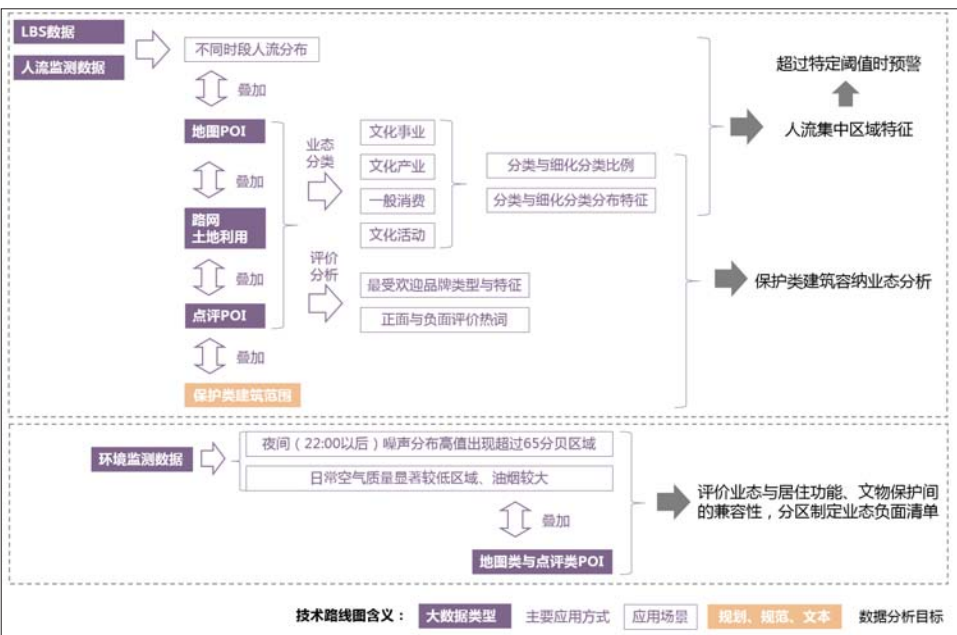 LBS数据
人流监测数据
不同时段人流分布
叠加
地图POI
叠加
路网
土地利用
叠加
点评POI
叠加
保护类建筑范围
业态
分类
文化事业
文化产业
一般消费
文化活动
分类与细化分类比例
分类与细化分类分布特征
评价
分析
最受欢迎品牌类型与特征
正面与负面评价热词
超过特定阈值时预警
人流集中区域特征
保护类建筑容纳业态分析
环境监测数据
夜间（22:00以后）噪声分布高值出现超过65分贝区域
日常空气质量显著较低区域、油烟较大
叠加
地图类与点评类POI
评价业态与居住功能、文物保护间
的兼容性，分区制定业态负面清单
技术路线图含义： 大数据类型 主要应用方式 应用场景 规划、规范、文本 数据分析目标